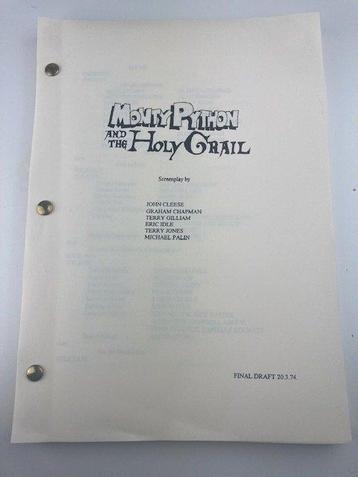 MONTY PYTHON
AND THE HOLY GRAIL
Screenplay by
JOHN CLEESE
GRAHAM CHAPMAN
TERRY GILLIAM
ERIC IDLE
TERRY JONES
MICHAEL PALIN
FINAL DRAFT 20.3.74.